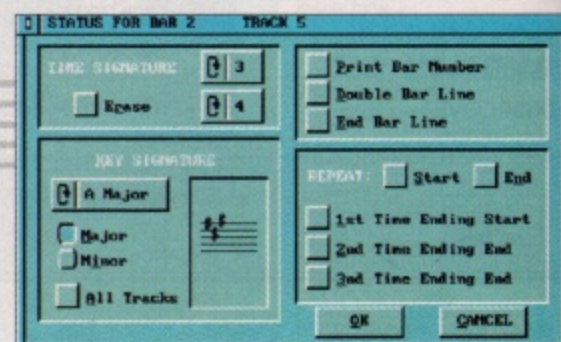 STATUS FOR BAR 2 TRACK 5
TIME SIGNATURE
3
Erase
4
KEY SIGNATURE
A Major
Major
Minor
All Tracks
Print Bar Number
Double Bar Line
End Bar Line
REPEAT: Start End
1st Time Ending Start
2nd Time Ending End
3nd Time Ending End
OK CANCEL